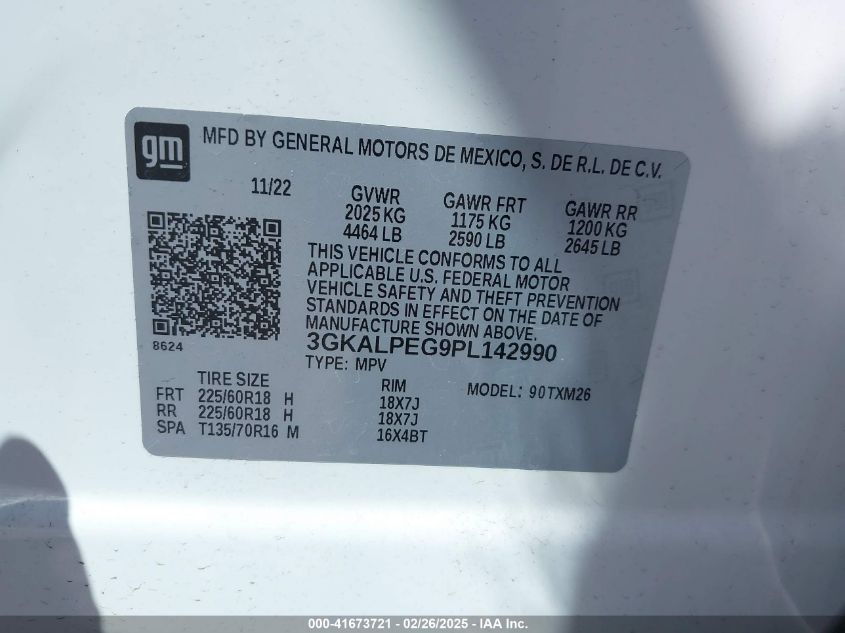 gm
MFD BY GENERAL MOTORS DE MEXICO, S. DE R.L. DE C.V.
11/22
GVWR GAWR FRT GAWR RR
2025 KG 1175 KG 1200 KG
4464 LB 2590 LB 2645 LB
THIS VEHICLE CONFORMS TO ALL
APPLICABLE U.S. FEDERAL MOTOR
VEHICLE SAFETY AND THEFT PREVENTION
STANDARDS IN EFFECT ON THE DATE OF
MANUFACTURE SHOWN ABOVE.
8624
3GKALPEG9PL142990
TYPE: MPV
TIRE SIZE RIM MODEL: 90TXM26
FRT 225/60R18 H 18X7J
RR 225/60R18 H 18X7J
SPA T135/70R16 M 16X4BT
000-41673721 - 02/26/2025 - IAA Inc.